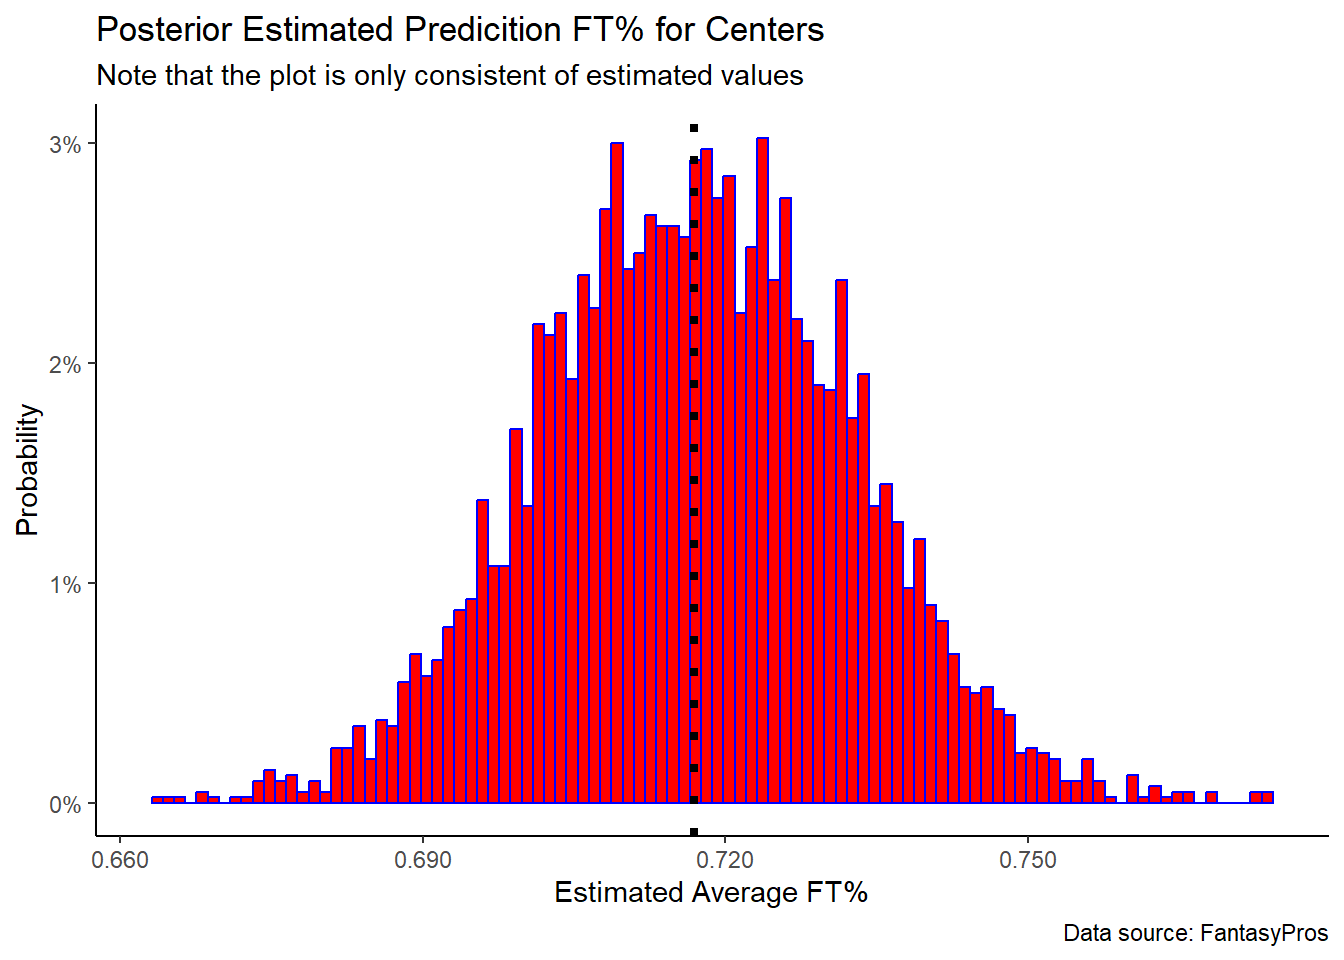 Posterior Estimated Predicition FT% for Centers
Note that the plot is only consistent of estimated values
3%
2%
1%
0%
Probability
0.660 0.690 0.720 0.750
Estimated Average FT%
Data source: FantasyPros